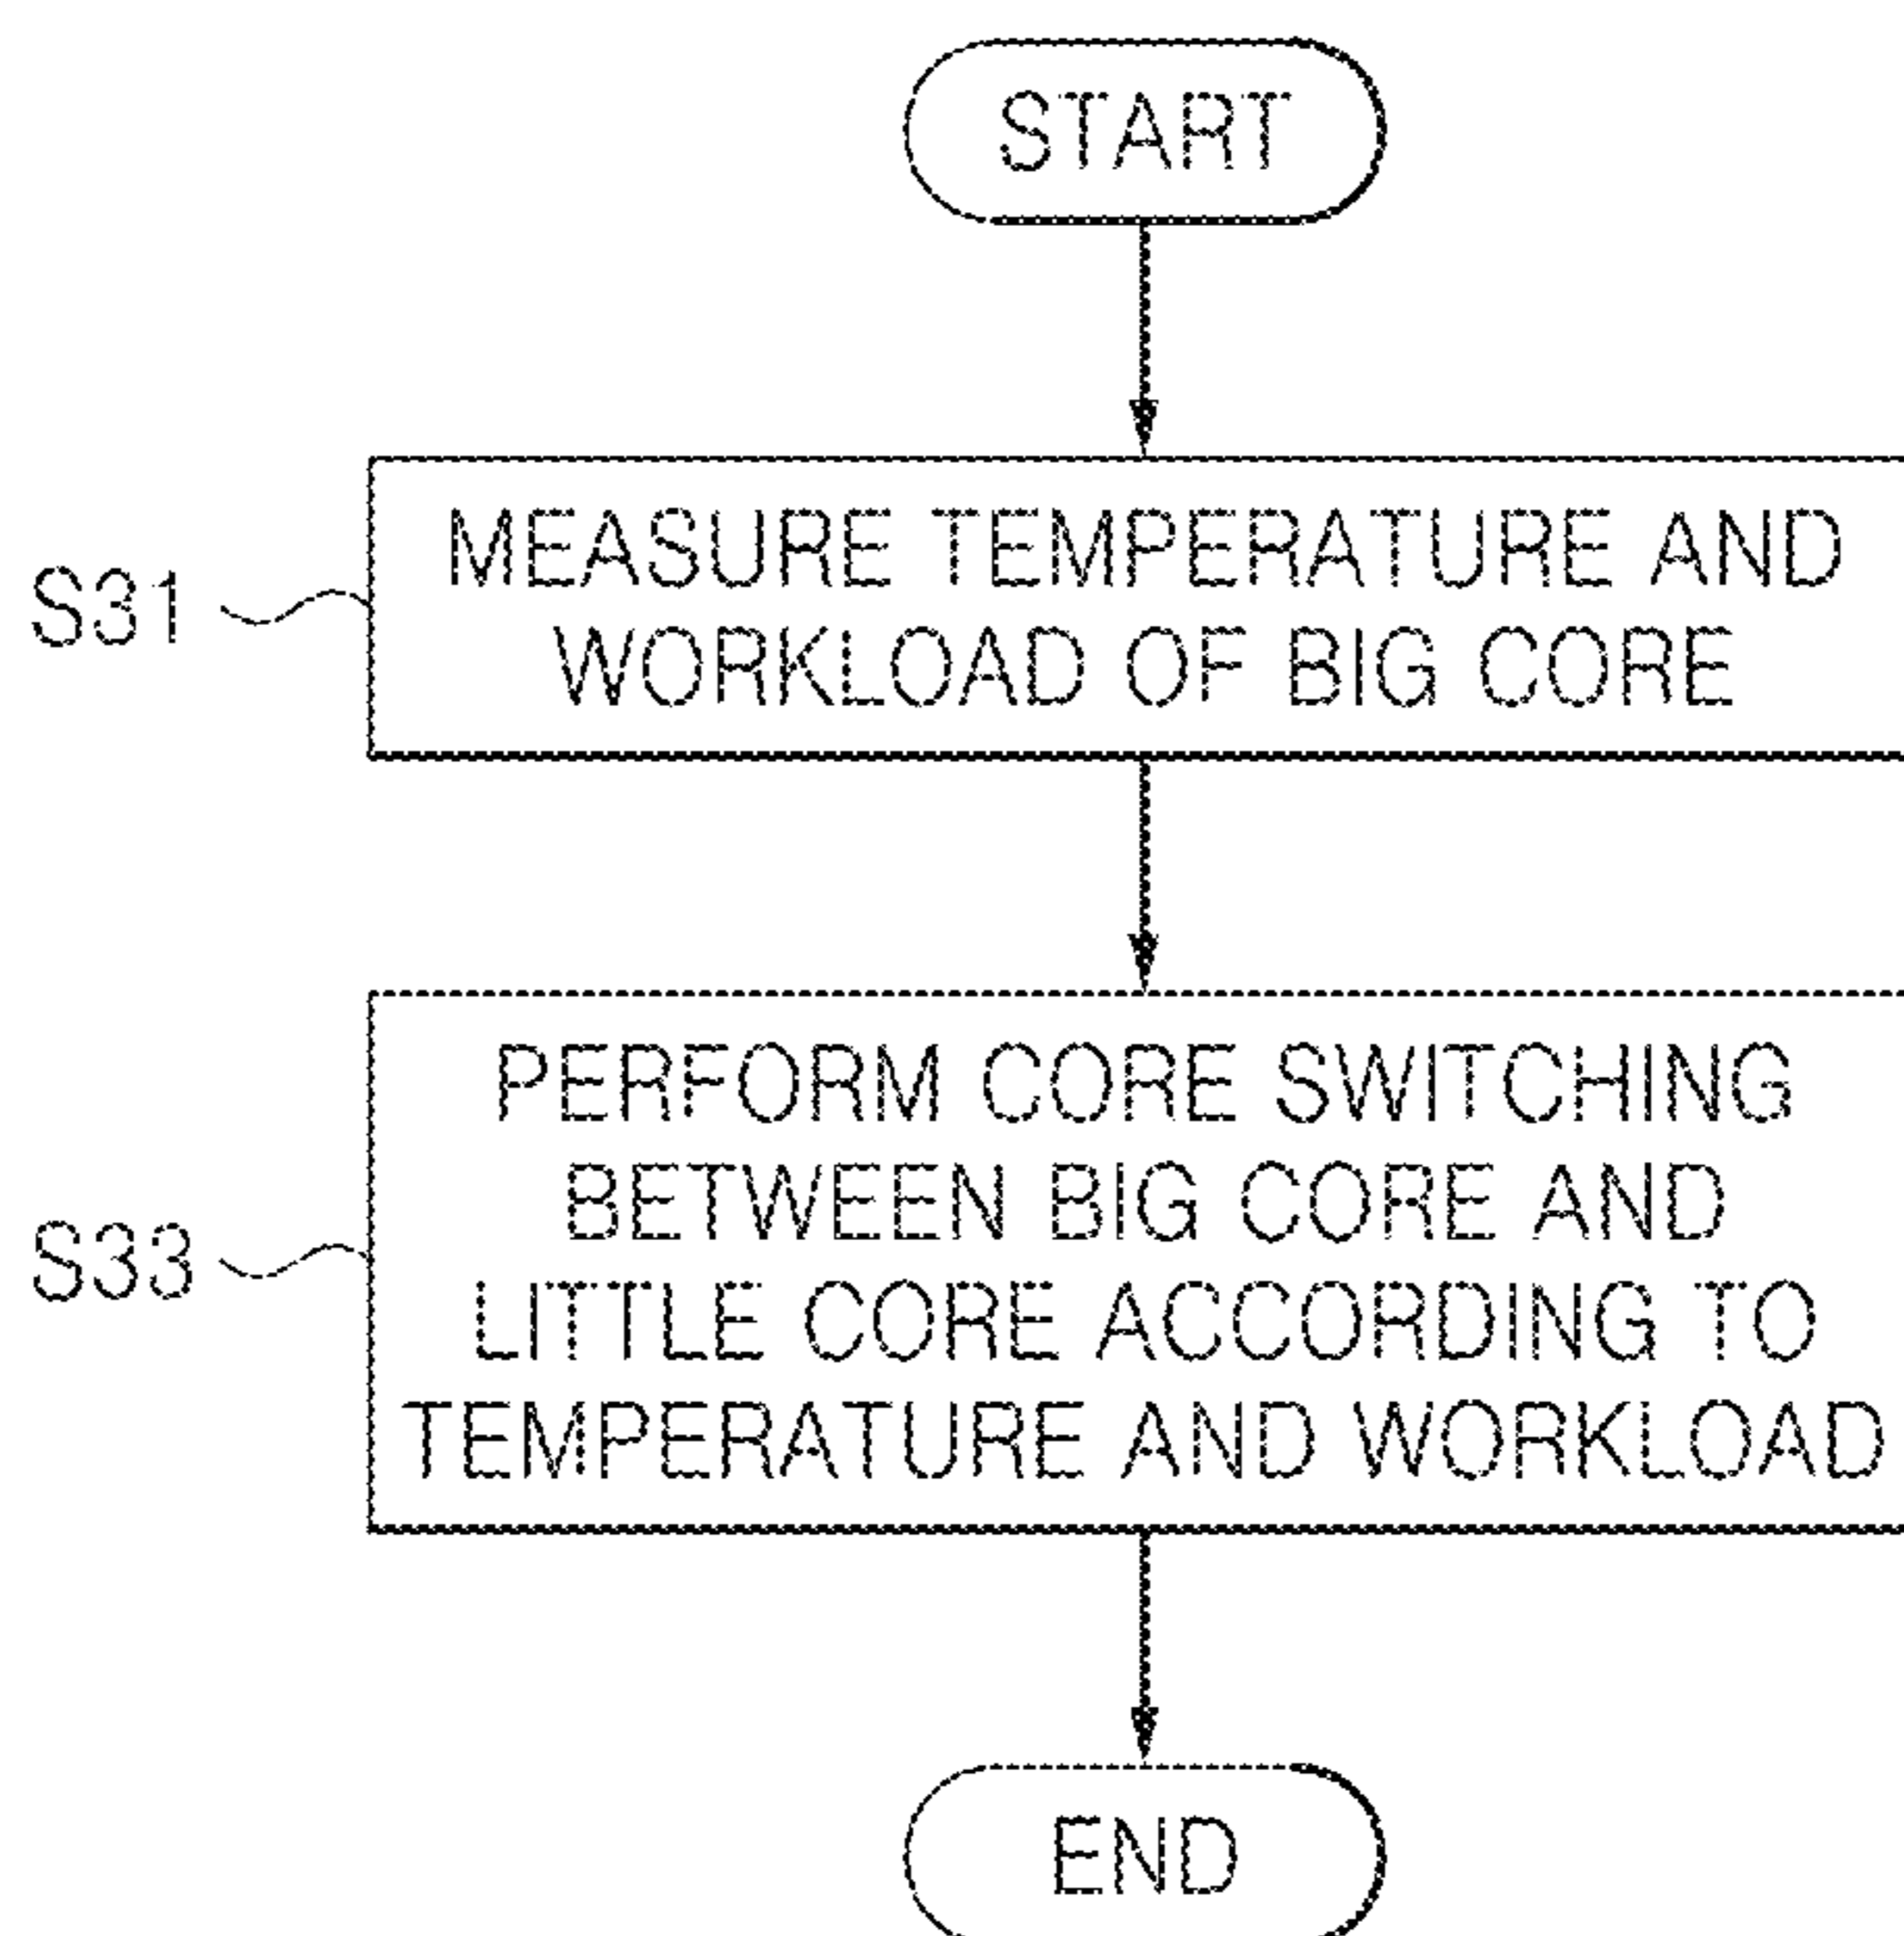 START
S31
MEASURE TEMPERATURE AND
WORKLOAD OF BIG CORE
S33
PERFORM CORE SWITCHING
BETWEEN BIG CORE AND
LITTLE CORE ACCORDING TO
TEMPERATURE AND WORKLOAD
END